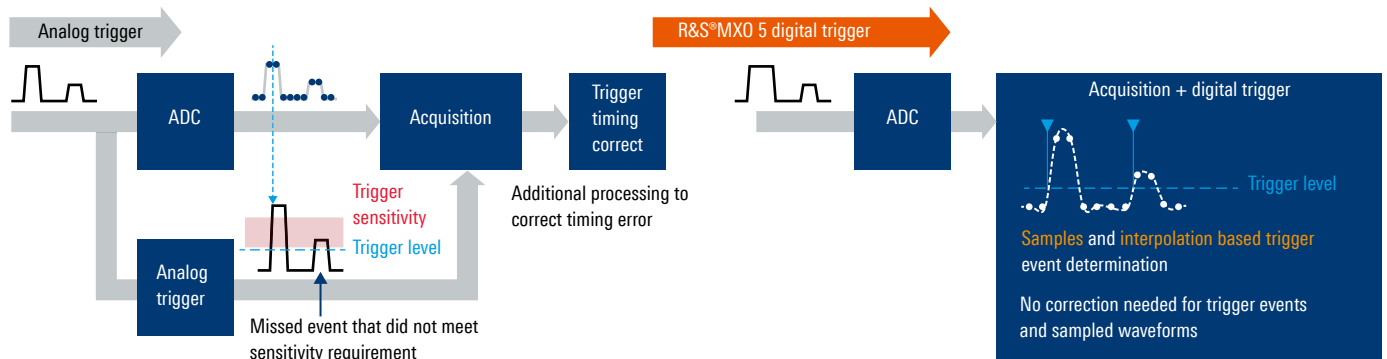 Analog trigger
ADC
Acquisition
Trigger
timing
correct
Trigger
sensitivity
Trigger level
Additional processing to
correct timing error
Analog
trigger
Missed event that did not meet
sensitivity requirement
R&S®MXO 5 digital trigger
ADC
Acquisition + digital trigger
Trigger level
Samples and interpolation based trigger
event determination
No correction needed for trigger events
and sampled waveforms